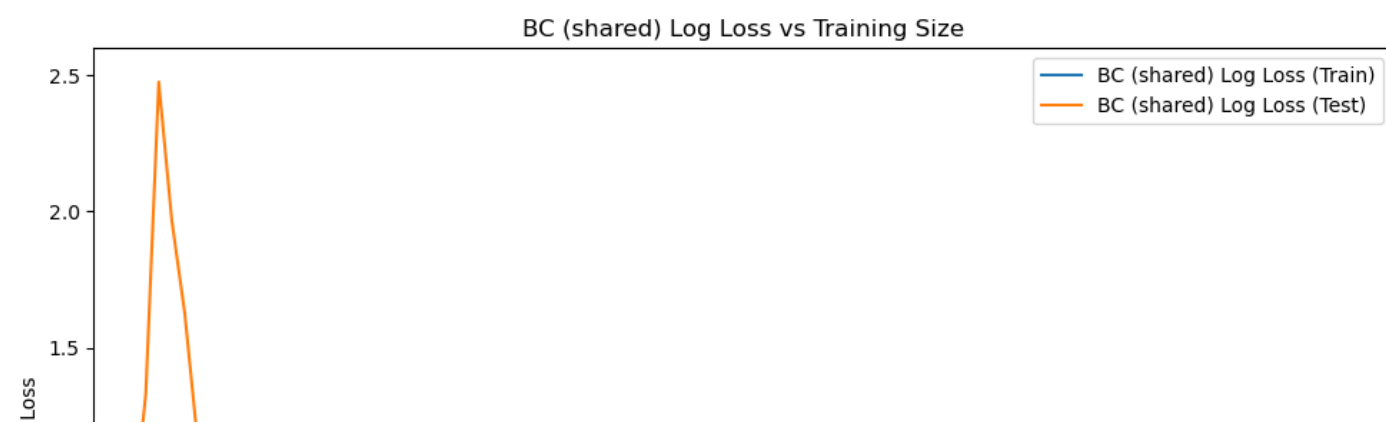 BC (shared) Log Loss vs Training Size
2.5
BC (shared) Log Loss (Train)
BC (shared) Log Loss (Test)
2.0
1.5
Loss